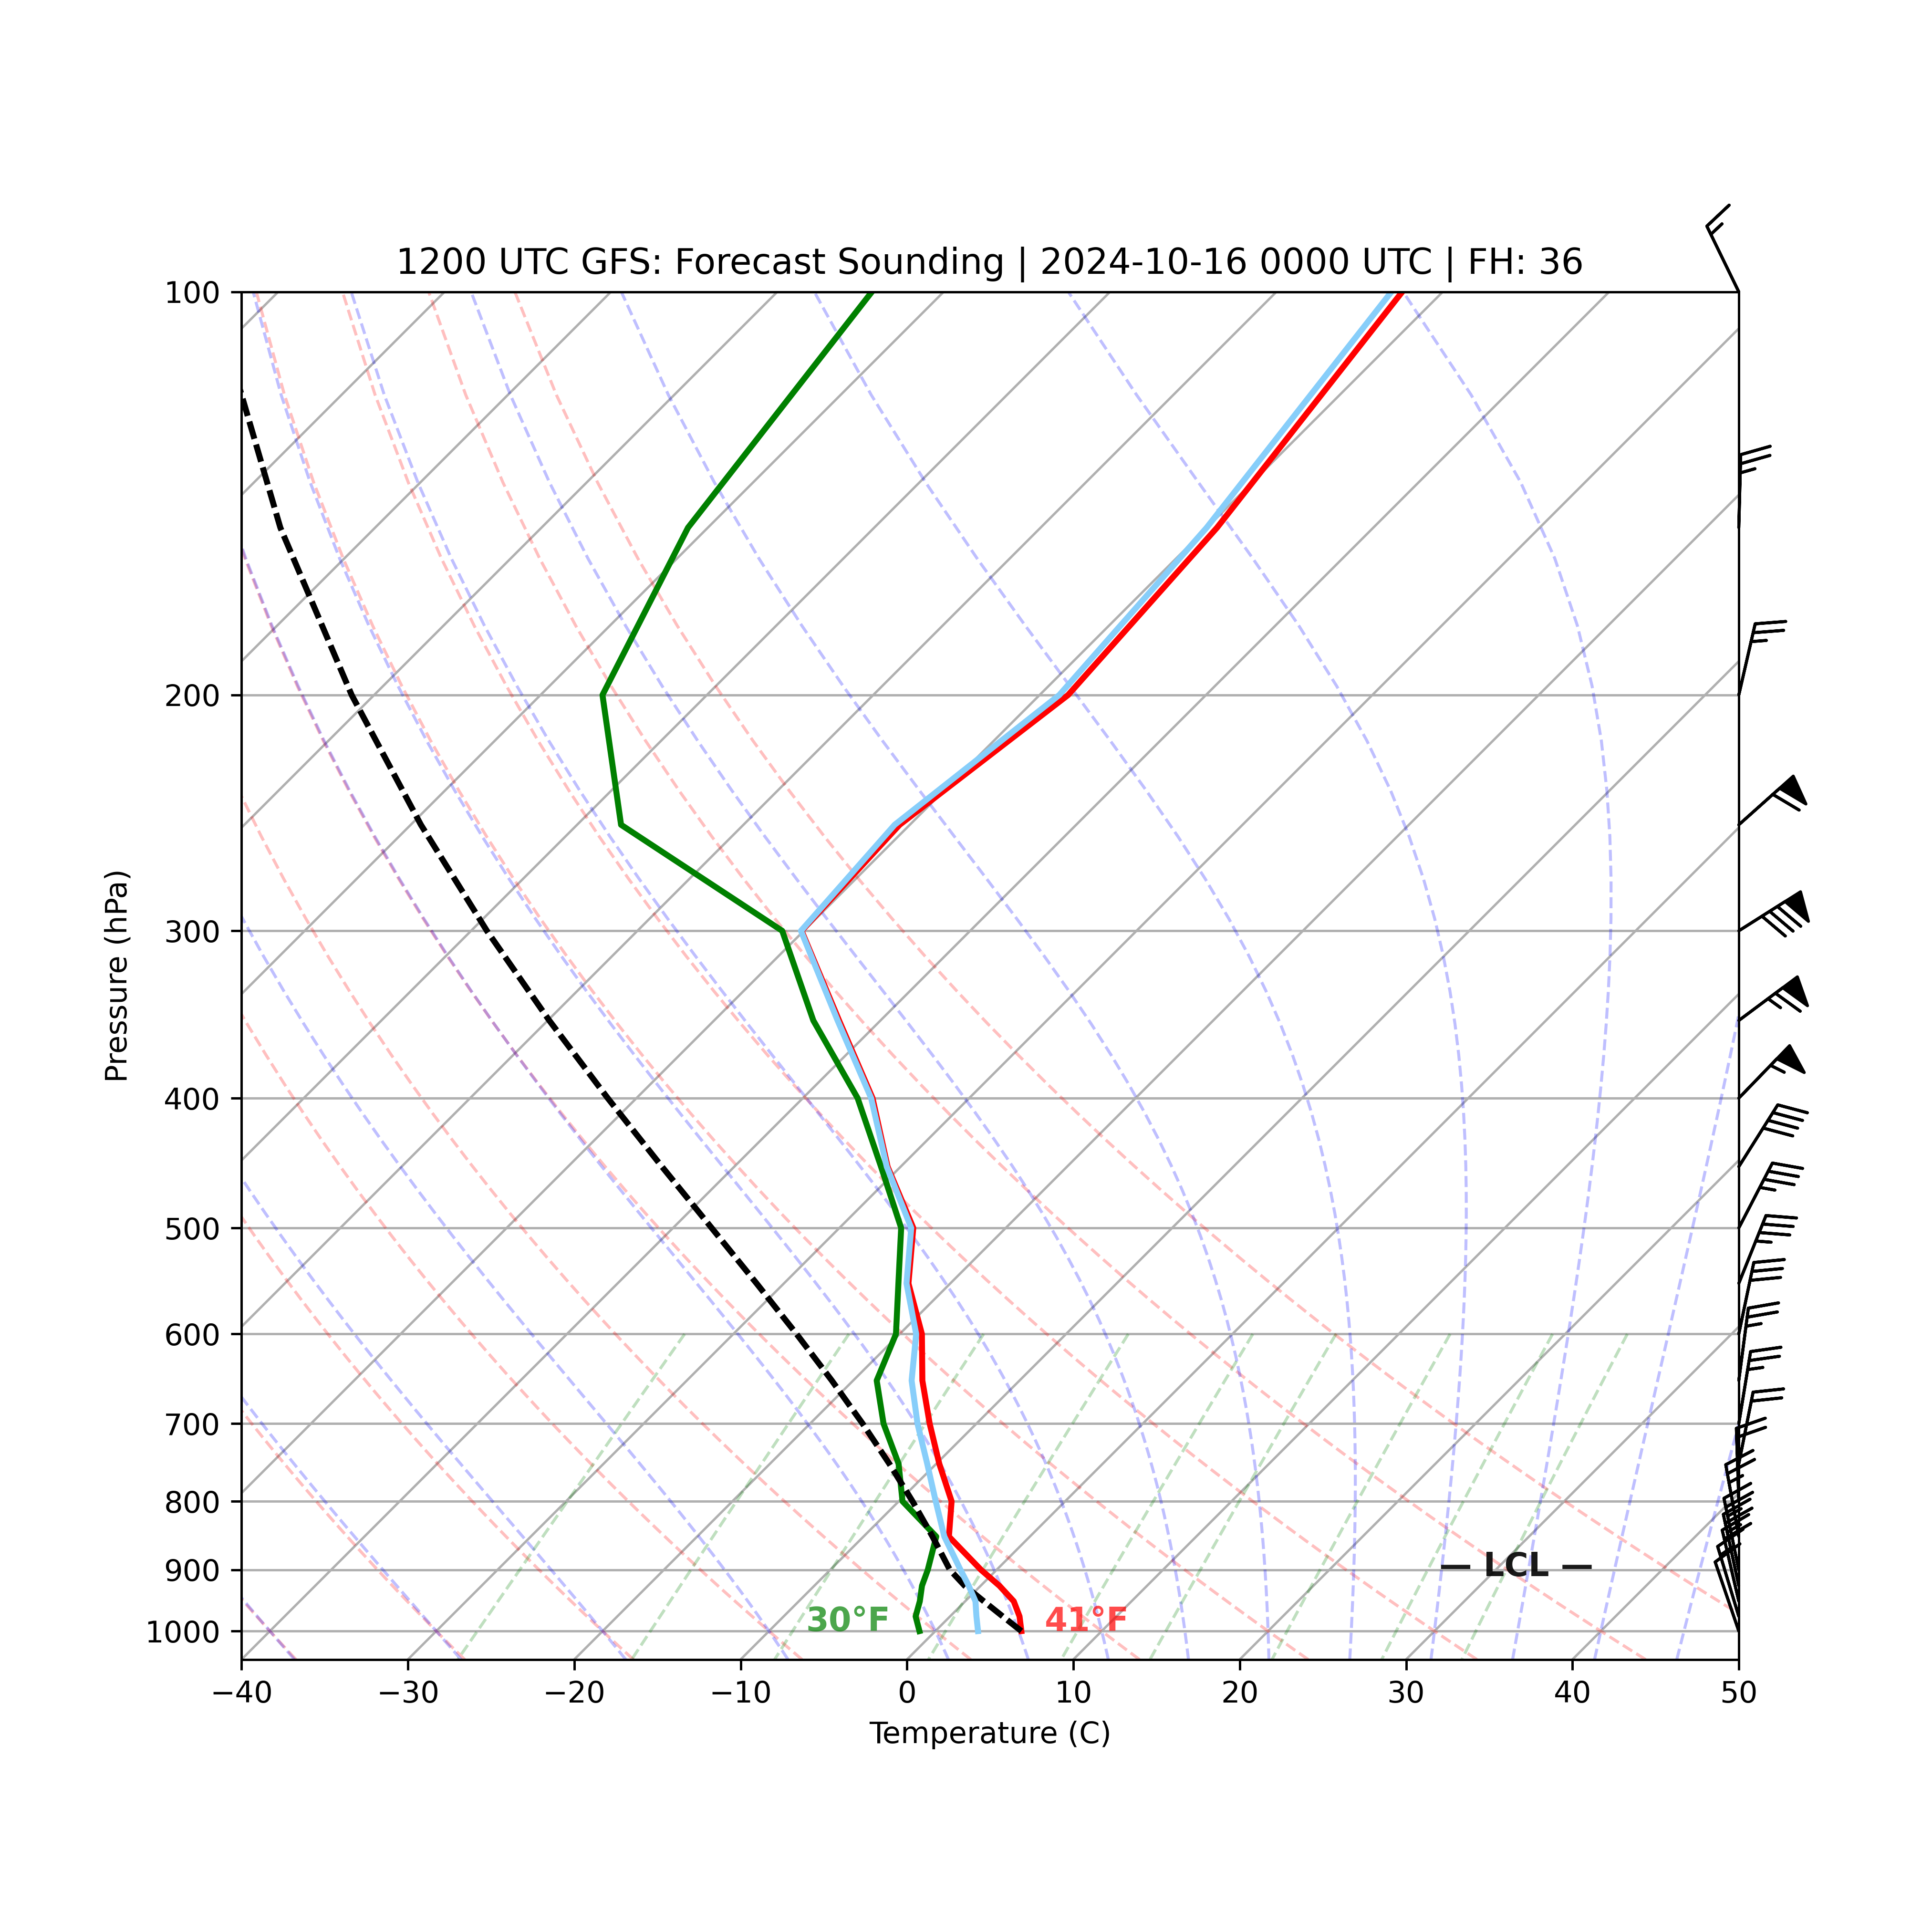 1200 UTC GFS: Forecast Sounding | 2024-10-16 0000 UTC | FH: 36
100
200
300
400
500
600
700
800
900
1000
Pressure (hPa)
— LCL —
30°F
41°F
−40 −30 −20 −10 0 10 20 30 40 50
Temperature (C)